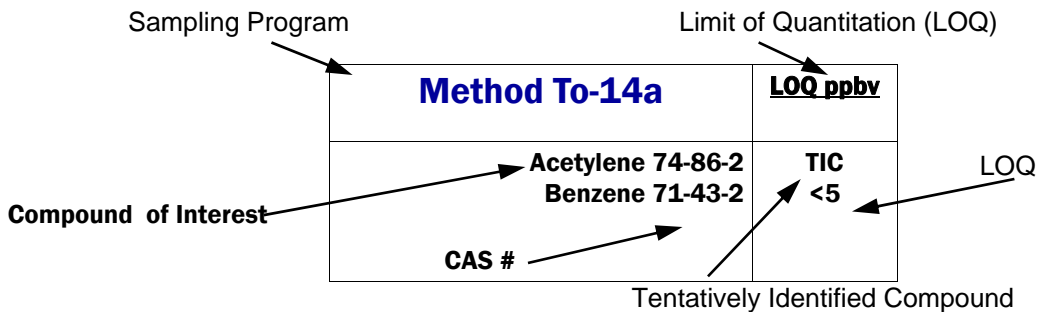 Sampling Program
Limit of Quantitation (LOQ)
Method To-14a
LOQ ppbv
Acetylene 74-86-2
TIC
LOQ
Benzene 71-43-2
<5
Compound of Interest
CAS #
Tentatively Identified Compound